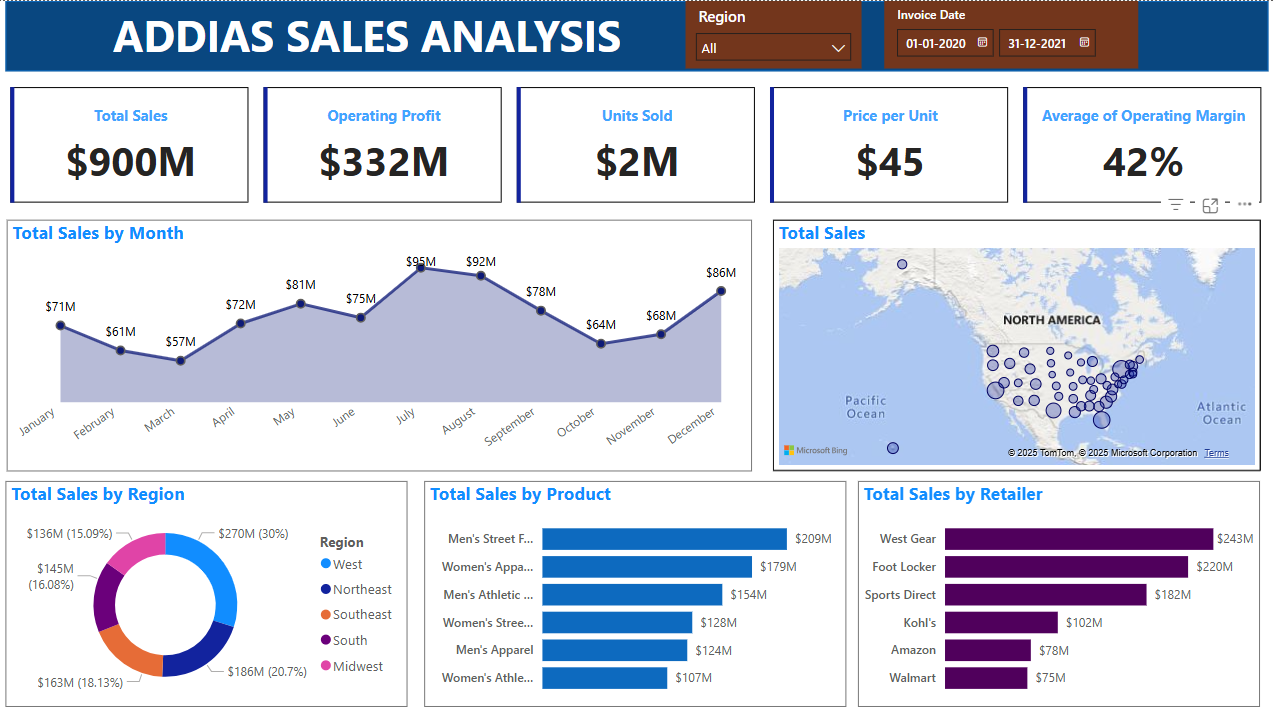 ADDIAS SALES ANALYSIS
Region
All
Invoice Date
01-01-2020
31-12-2021
Total Sales
$900M
Operating Profit
$332M
Units Sold
$2M
Price per Unit
$45
Average of Operating Margin
42%
Total Sales by Month
$71M
$61M
$57M
$72M
$81M
$75M
$95M
$92M
$78M
$64M
$68M
$86M
January
February
March
April
May
June
July
August
September
October
November
December
Total Sales
NORTH AMERICA
Pacific
Ocean
Atlantic
Ocean
Microsoft Bing
© 2025 TomTom, © 2025 Microsoft Corporation Terms
Total Sales by Region
$136M (15.09%)
$270M (30%)
$145M
(16.08%)
$163M (18.13%)
$186M (20.7%)
Region
West
Northeast
Southeast
South
Midwest
Total Sales by Product
Men's Street F... $209M
Women's Appa... $179M
Men's Athletic ... $154M
Women's Stree... $128M
Men's Apparel $124M
Women's Athle... $107M
Total Sales by Retailer
West Gear $243M
Foot Locker $220M
Sports Direct $182M
Kohl's $102M
Amazon $78M
Walmart $75M